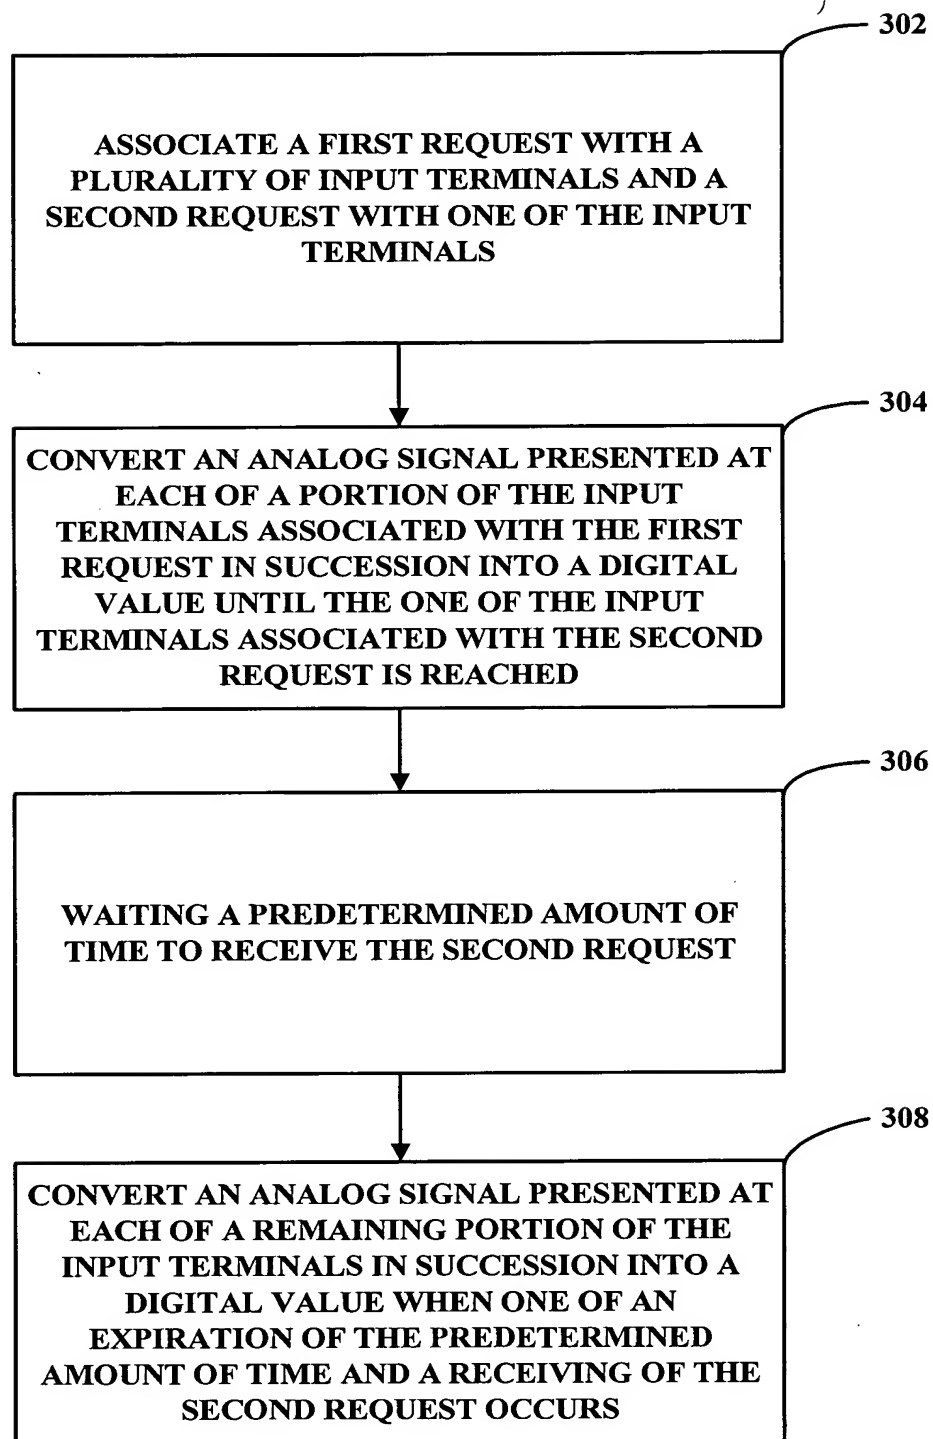 302
ASSOCIATE A FIRST REQUEST WITH A
PLURALITY OF INPUT TERMINALS AND A
SECOND REQUEST WITH ONE OF THE INPUT
TERMINALS
304
CONVERT AN ANALOG SIGNAL PRESENTED AT
EACH OF A PORTION OF THE INPUT
TERMINALS ASSOCIATED WITH THE FIRST
REQUEST IN SUCCESSION INTO A DIGITAL
VALUE UNTIL THE ONE OF THE INPUT
TERMINALS ASSOCIATED WITH THE SECOND
REQUEST IS REACHED
306
WAITING A PREDETERMINED AMOUNT OF
TIME TO RECEIVE THE SECOND REQUEST
308
CONVERT AN ANALOG SIGNAL PRESENTED AT
EACH OF A REMAINING PORTION OF THE
INPUT TERMINALS IN SUCCESSION INTO A
DIGITAL VALUE WHEN ONE OF AN
EXPIRATION OF THE PREDETERMINED
AMOUNT OF TIME AND A RECEIVING OF THE
SECOND REQUEST OCCURS